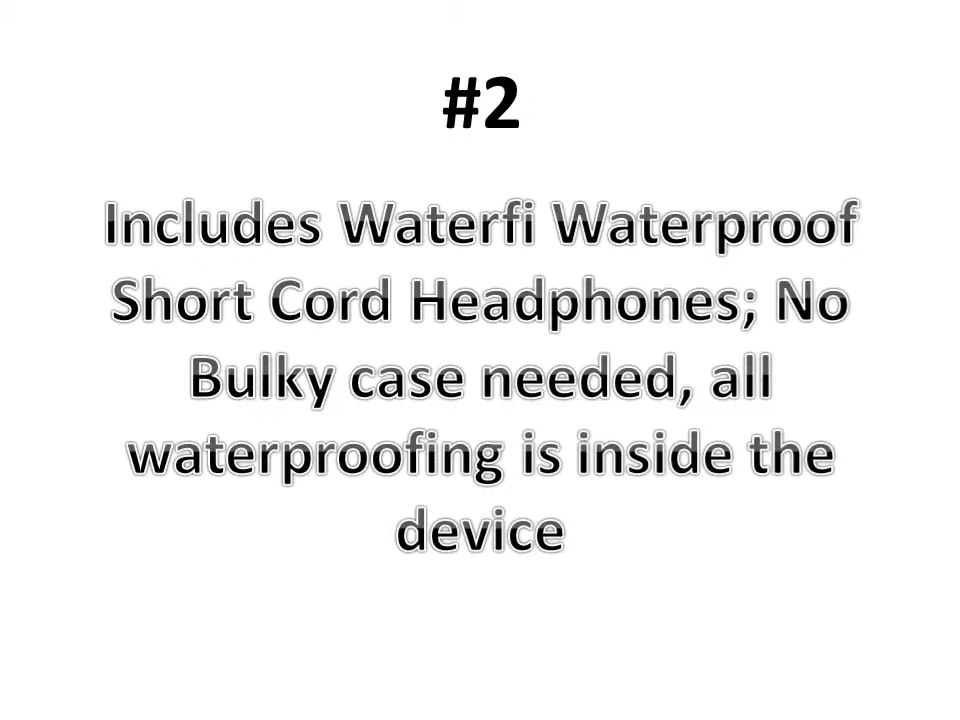 #2
Includes Waterfi Waterproof
Short Cord Headphones; No
Bulky case needed, all
waterproofing is inside the
device